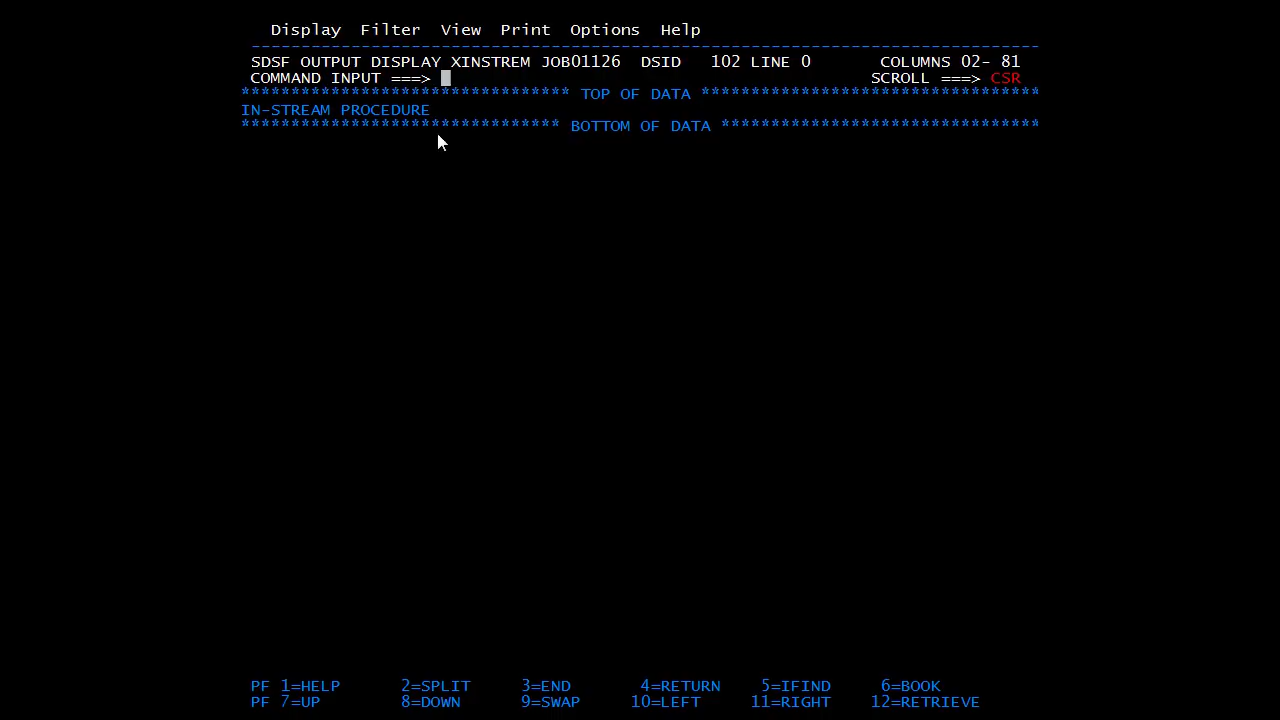 Display  Filter  View  Print  Options  Help
-------------------------------------------------------------------------------
SDSF OUTPUT DISPLAY XINSTREM JOB01126  DSID   102 LINE 0       COLUMNS 02- 81
COMMAND INPUT ===>                                            SCROLL ===> CSR
********************************* TOP OF DATA **********************************
IN-STREAM PROCEDURE
******************************** BOTTOM OF DATA ********************************
PF 1=HELP      2=SPLIT     3=END       4=RETURN    5=IFIND     6=BOOK
PF 7=UP        8=DOWN      9=SWAP     10=LEFT     11=RIGHT    12=RETRIEVE